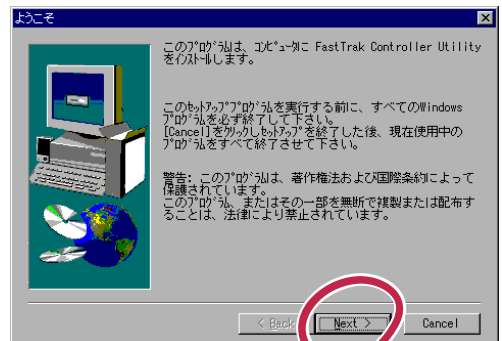 ようこそ
このﾌﾟﾛｸﾞﾗﾑは、ｺﾝﾋﾟｭｰﾀに FastTrak Controller Utility
をｲﾝｽﾄｰﾙします。
このｾｯﾄｱｯﾌﾟﾌﾟﾛｸﾞﾗﾑを実行する前に、すべてのWindows
ﾌﾟﾛｸﾞﾗﾑを必ず終了して下さい。
[Cancel]をｸﾘｯｸしｾｯﾄｱｯﾌﾟを終了した後、現在使用中の
ﾌﾟﾛｸﾞﾗﾑをすべて終了させて下さい。
警告: このﾌﾟﾛｸﾞﾗﾑは、著作権法および国際条約によって
保護されています。
このﾌﾟﾛｸﾞﾗﾑ、またはその一部を無断で複製または配布す
ることは、法律により禁止されています。
< Back
Next >
Cancel